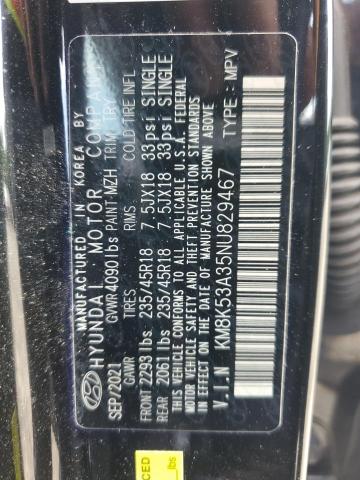 MANUFACTURED IN KOREA BY
HYUNDAI MOTOR COMPANY
SEP/2021 GVWR 4090 lbs PAINT MZH TRIM TRY
GAWR TIRES RIMS COLD TIRE INFL
FRONT 2293 lbs: 235/45R18 7.5JX18 33psi SINGLE
REAR 2061 lbs: 235/45R18 7.5JX18 33psi SINGLE
THIS VEHICLE CONFORMS TO ALL APPLICABLE U.S.A. FEDERAL
MOTOR VEHICLE SAFETY BUMPER AND THEFT PREVENTION
STANDARDS IN EFFECT ON THE DATE OF MANUFACTURE SHOWN ABOVE.
V.I.N : KM8K53A35NU829467 TYPE : MPV
lbs